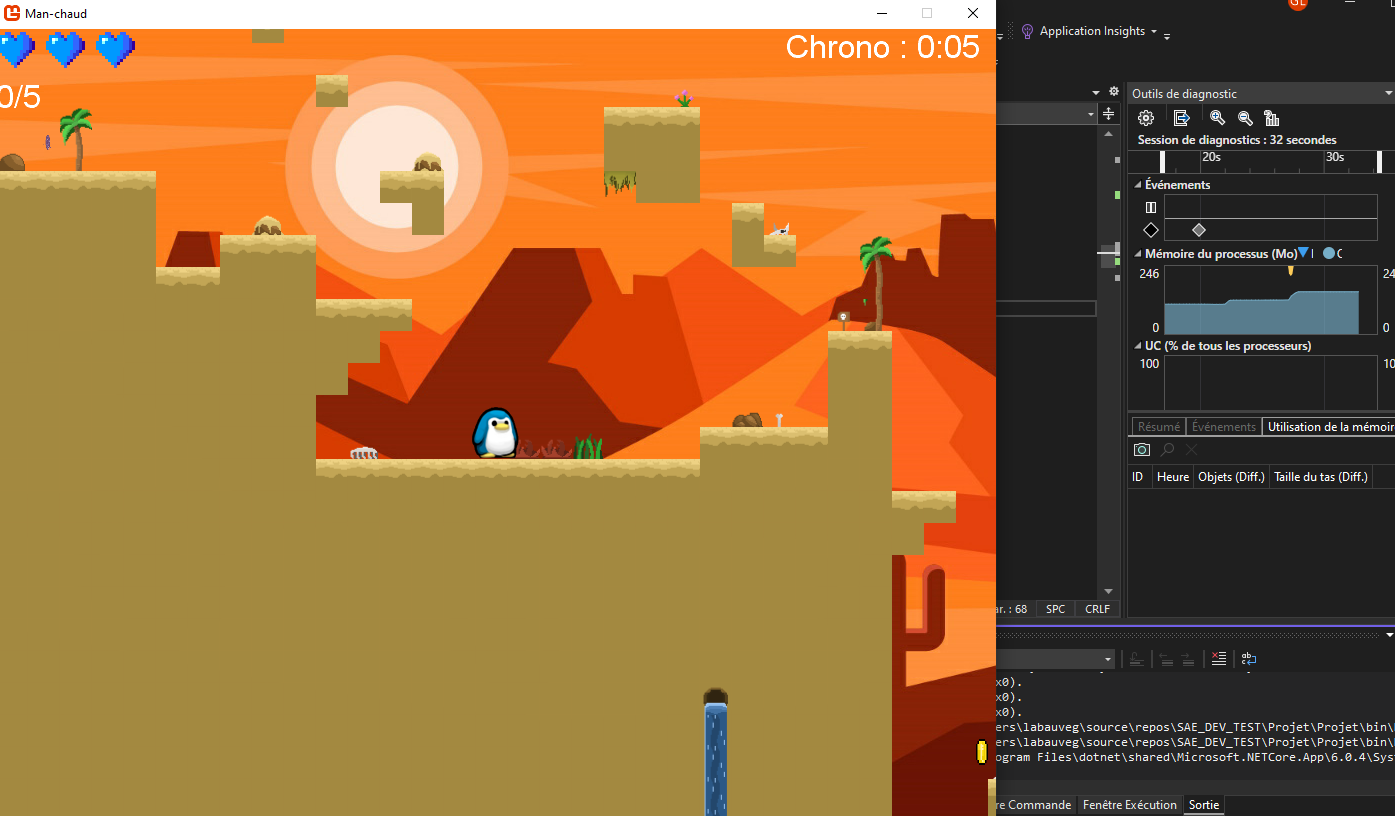 Man-chaud
Chrono : 0:05
0/5
GL
Application Insights
Outils de diagnostic
Session de diagnostics : 32 secondes
20s
30s
Événements
Mémoire du processus (Mo)
246
0
0
UC (% de tous les processeurs)
100
Résumé
Événements
Utilisation de la mémoir
ID
Heure
Objets (Diff.)
Taille du tas (Diff.)
ar. : 68
SPC
CRLF
x0).
x0).
x0).
ers\labauveg\source\repos\SAE_DEV_TEST\Projet\Projet\bin\
ers\labauveg\source\repos\SAE_DEV_TEST\Projet\Projet\bin\
ogram Files\dotnet\shared\Microsoft.NETCore.App\6.0.4\Sys
re Commande
Fenêtre Exécution
Sortie